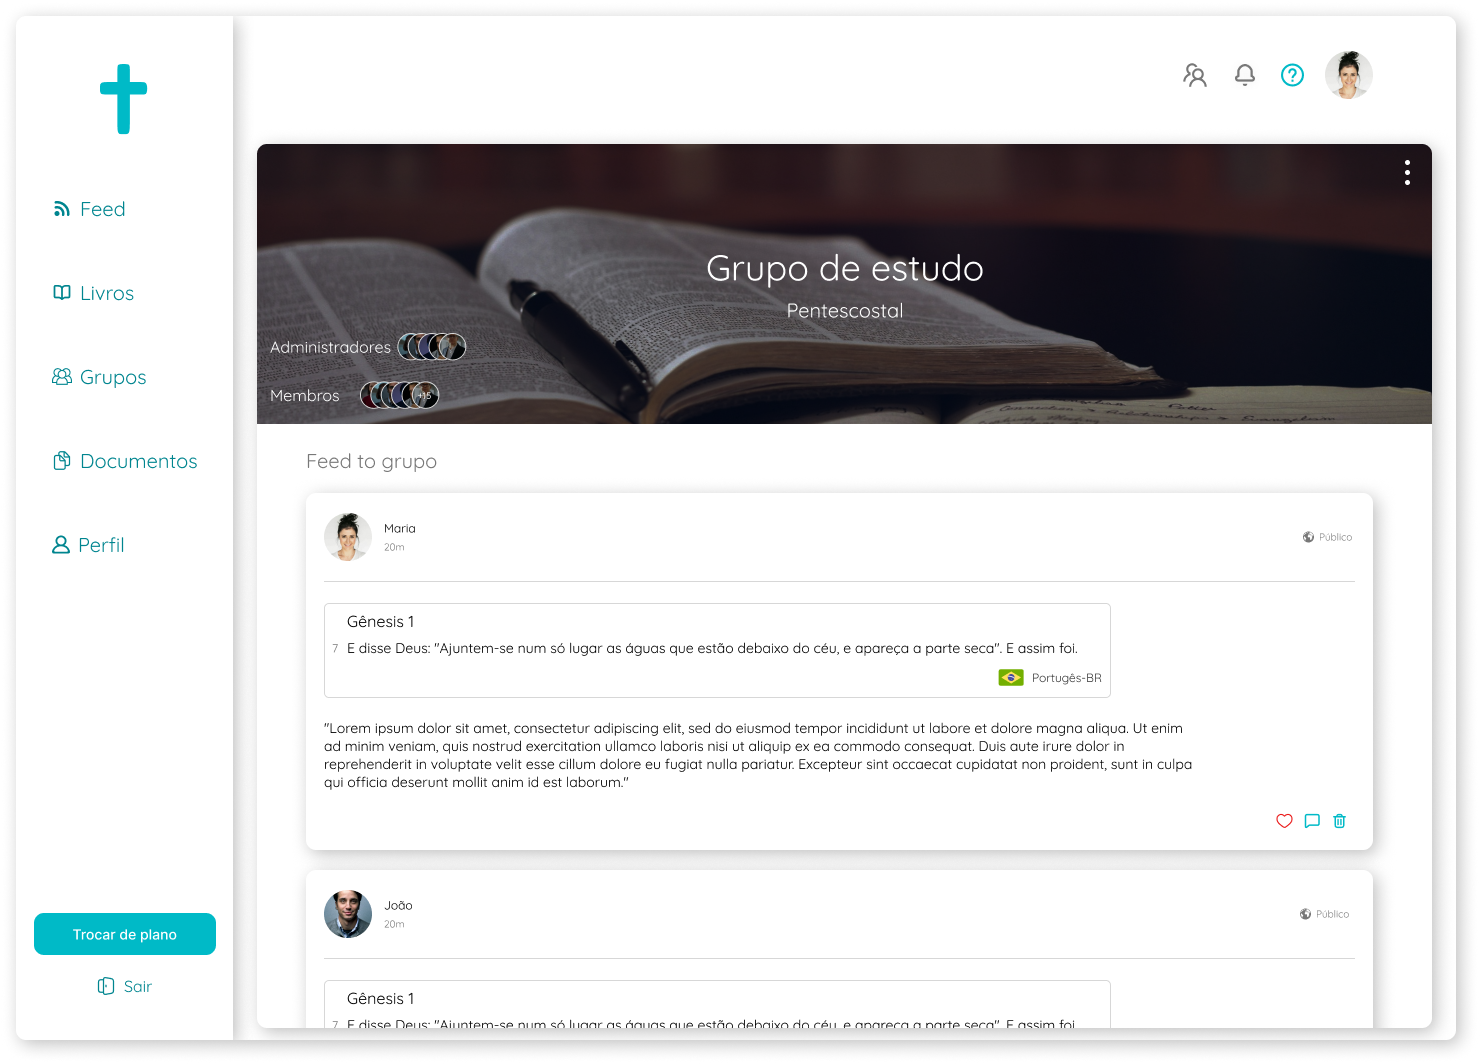 Feed
Livros
Grupos
Documentos
Perfil
Trocar de plano
Sair
Grupo de estudo
Pentescostal
Administradores
Membros +15
Feed to grupo
Maria
20m
Público
Gênesis 1
7 E disse Deus: "Ajuntem-se num só lugar as águas que estão debaixo do céu, e apareça a parte seca". E assim foi.
Portugês-BR
"Lorem ipsum dolor sit amet, consectetur adipiscing elit, sed do eiusmod tempor incididunt ut labore et dolore magna aliqua. Ut enim
ad minim veniam, quis nostrud exercitation ullamco laboris nisi ut aliquip ex ea commodo consequat. Duis aute irure dolor in
reprehenderit in voluptate velit esse cillum dolore eu fugiat nulla pariatur. Excepteur sint occaecat cupidatat non proident, sunt in culpa
qui officia deserunt mollit anim id est laborum."
João
20m
Público
Gênesis 1
7 E disse Deus: "Ajuntem-se num só lugar as águas que estão debaixo do céu, e apareça a parte seca". E assim foi.